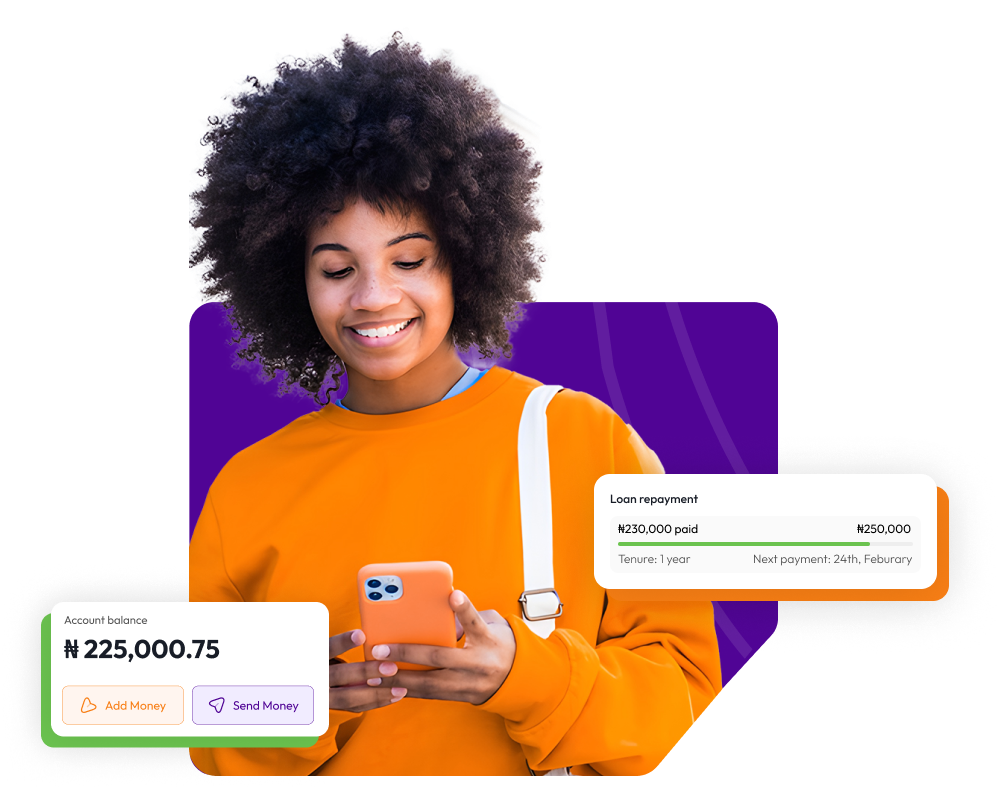 Loan repayment
₦230,000 paid ₦250,000
Tenure: 1 year Next payment: 24th, Feburary
Account balance
₦ 225,000.75
Add Money Send Money